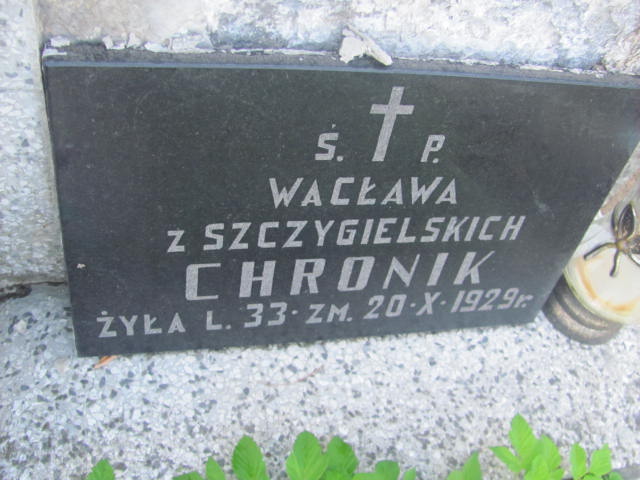 Ś. P.
WACŁAWA
z SZCZYGIELSKICH
CHRONIK
ŻYŁA L. 33 · ZM. 20 · X · 1929 r.